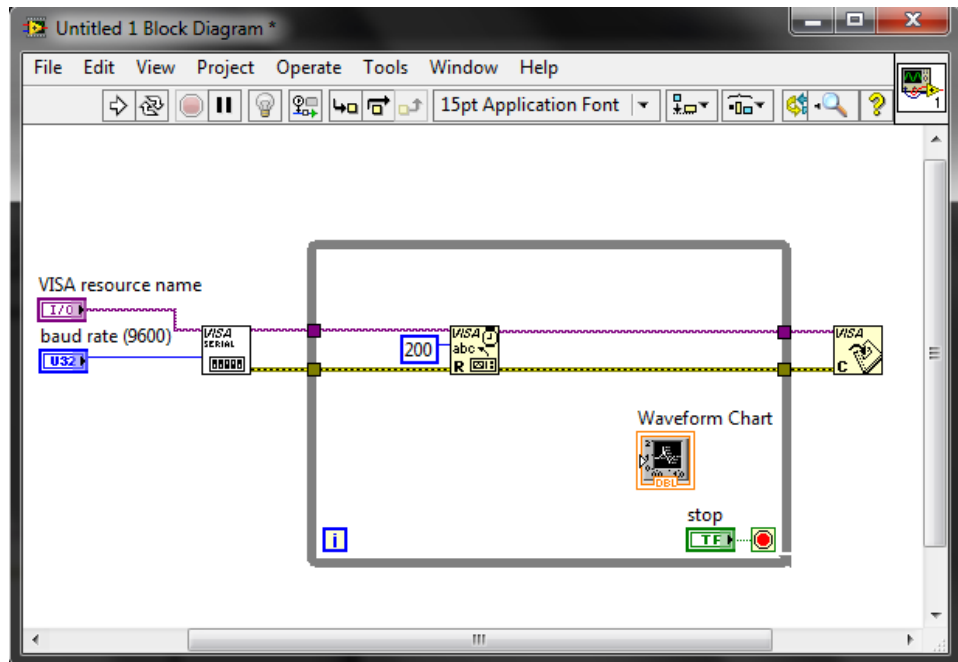 Untitled 1 Block Diagram *
File Edit View Project Operate Tools Window Help
15pt Application Font
1
VISA resource name
I/O
baud rate (9600)
U32
VISA
SERIAL
200
VISA
abc
R
VISA
C
Waveform Chart
DBL
stop
TF
i